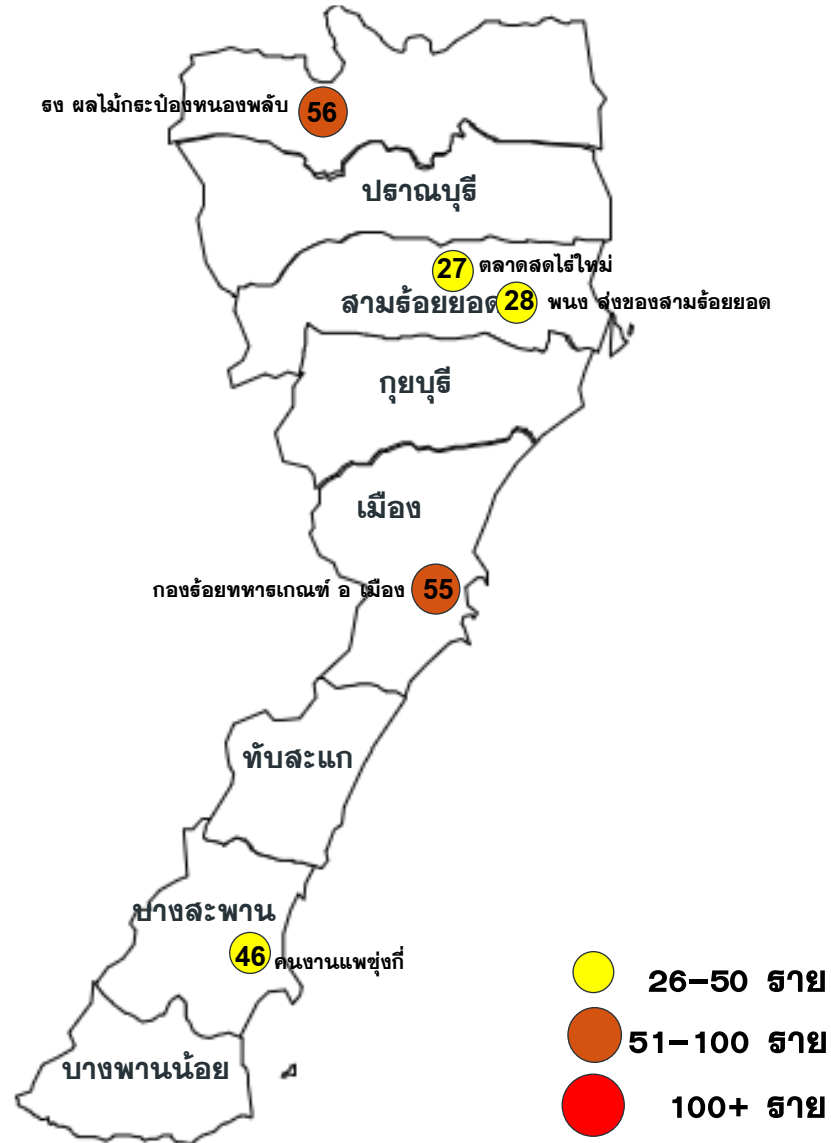 รง ผลไม้กระป๋องหนองพลับ 56
ปราณบุรี
27 ตลาดสดไร่ใหม่
สามร้อยยอด 28 พนง ส่งของสามร้อยยอด
กุยบุรี
เมือง
กองร้อยทหารเกณฑ์ อ เมือง 55
ทับสะแก
บางสะพาน
46 คนงานแพชุ่งกี่
26-50 ราย
51-100 ราย
บางพานน้อย
100+ ราย